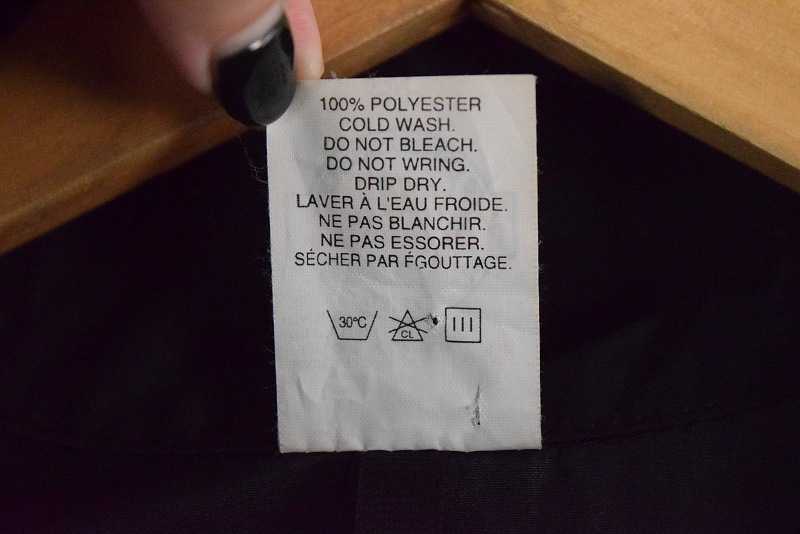 100% POLYESTER
COLD WASH.
DO NOT BLEACH.
DO NOT WRING.
DRIP DRY.
LAVER À L'EAU FROIDE.
NE PAS BLANCHIR.
NE PAS ESSORER.
SÉCHER PAR ÉGOUTTAGE.
30°C CL